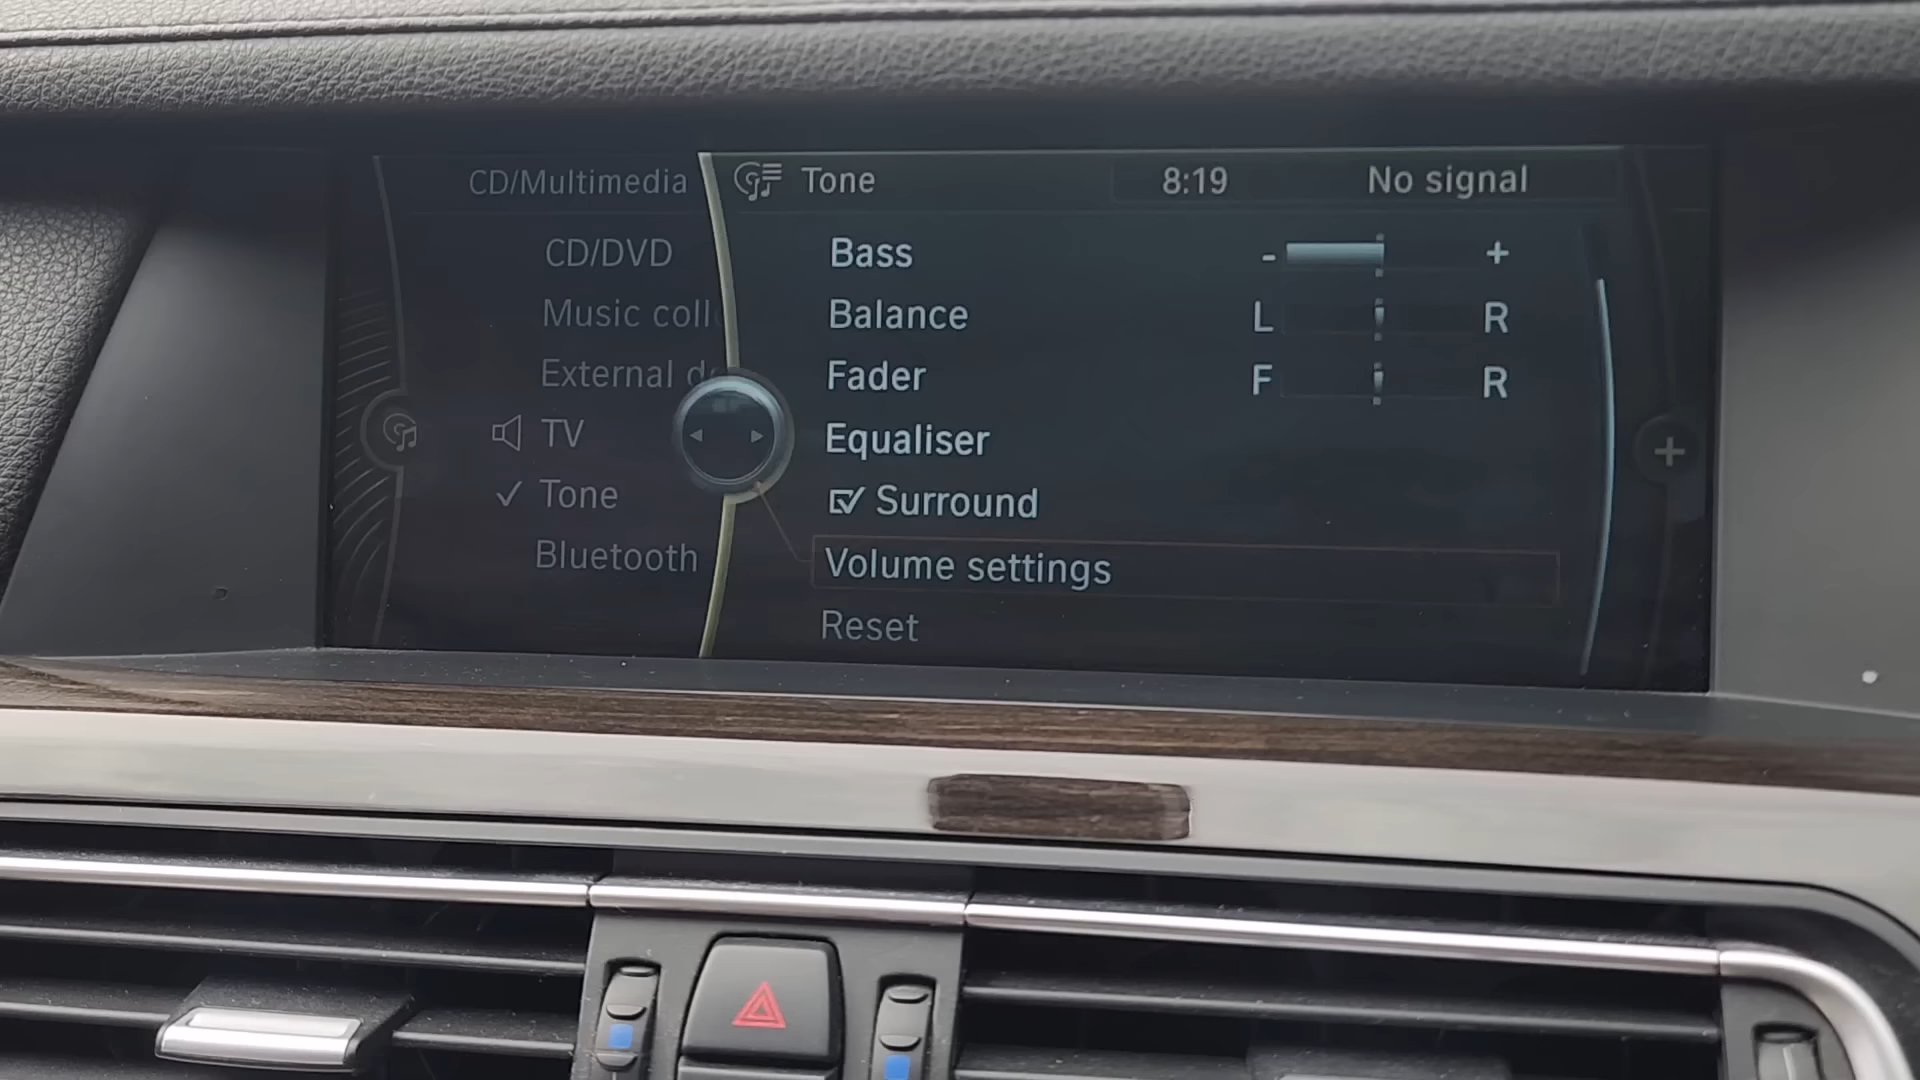 CD/Multimedia
CD/DVD
Music coll
External d
TV
Tone
Bluetooth
Tone 8:19 No signal
Bass - +
Balance L R
Fader F R
Equaliser
Surround
Volume settings
Reset
+